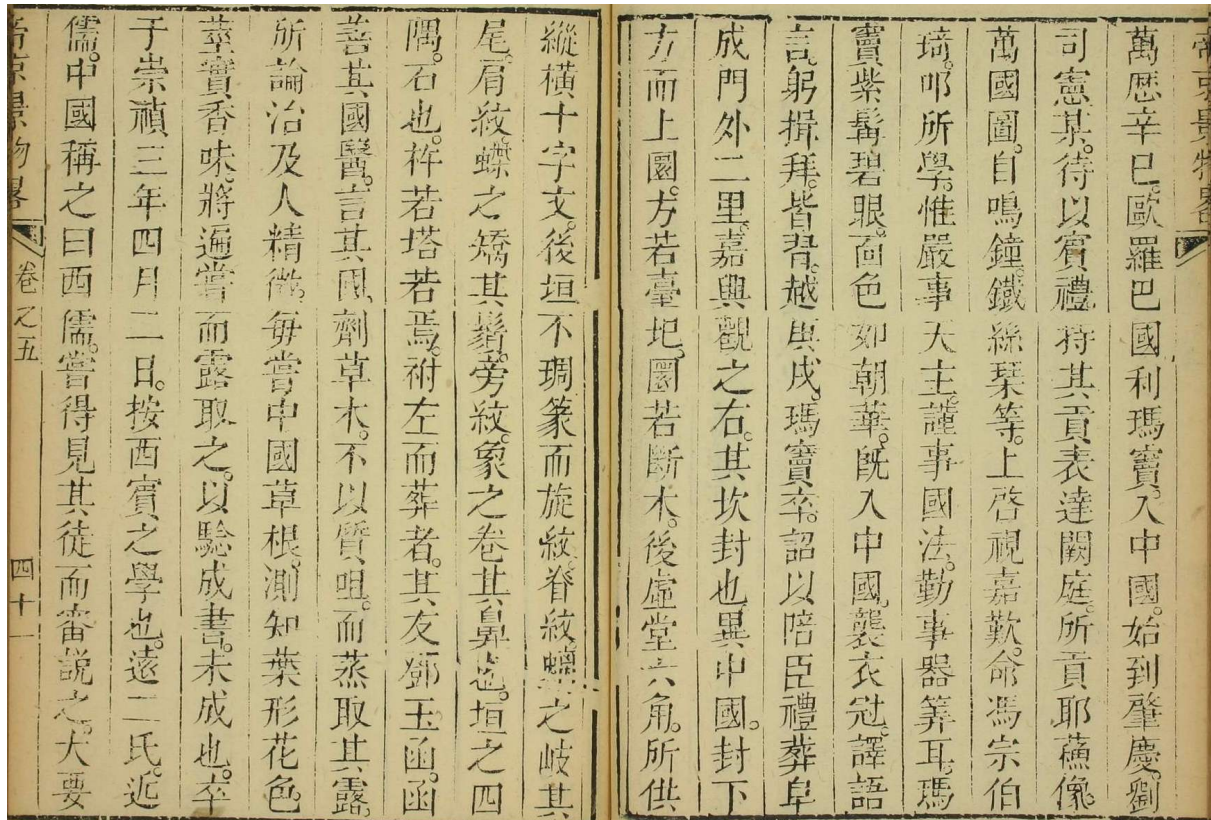 帝京景物畧
萬歷辛巳。歐羅巴國利瑪竇。入中國。始到肇慶。劉
司憲某。待以賓禮。持其貢表達闕庭。所貢耶蘓像。
萬國圖。自鳴鐘。鐵絲琴等。上啓視嘉歎。命馮宗伯
琦。叩所學。惟嚴事天主。謹事國法。勤事器筭耳。瑪
竇紫髯碧眼。面色如朝華。旣入中國。襲衣冠。譯語
言。躬揖拜。皆習。越庚戌。瑪竇卒。詔以陪臣禮葬阜
成門外二里。嘉興觀之右。其坎封也。異中國。封下
方而上圜。方若臺圯。圜若斷木。後虛堂六角。所供
縱橫十字文。後垣不琱篆而旋紋。脊紋。蠂之岐其
尾。肩紋。蝶之矯其鬚。旁紋。象之卷其鼻也。垣之四
隅。石也。杵若塔若焉。祔左而葬者。其友鄧玉函。函
善其國醫。言其國。劑草木。不以質咀。而蒸取其露。
所論治及人精微。每嘗中國草根。測知葉形花色。
莖實香味。將遍嘗而露取之。以驗成書。未成也。卒
于崇禎三年四月二日。按西賓之學也。遠二氏。近
儒。中國稱之曰西儒。嘗得見其徒而審說之。大要
帝京景物畧
卷之五
四十一